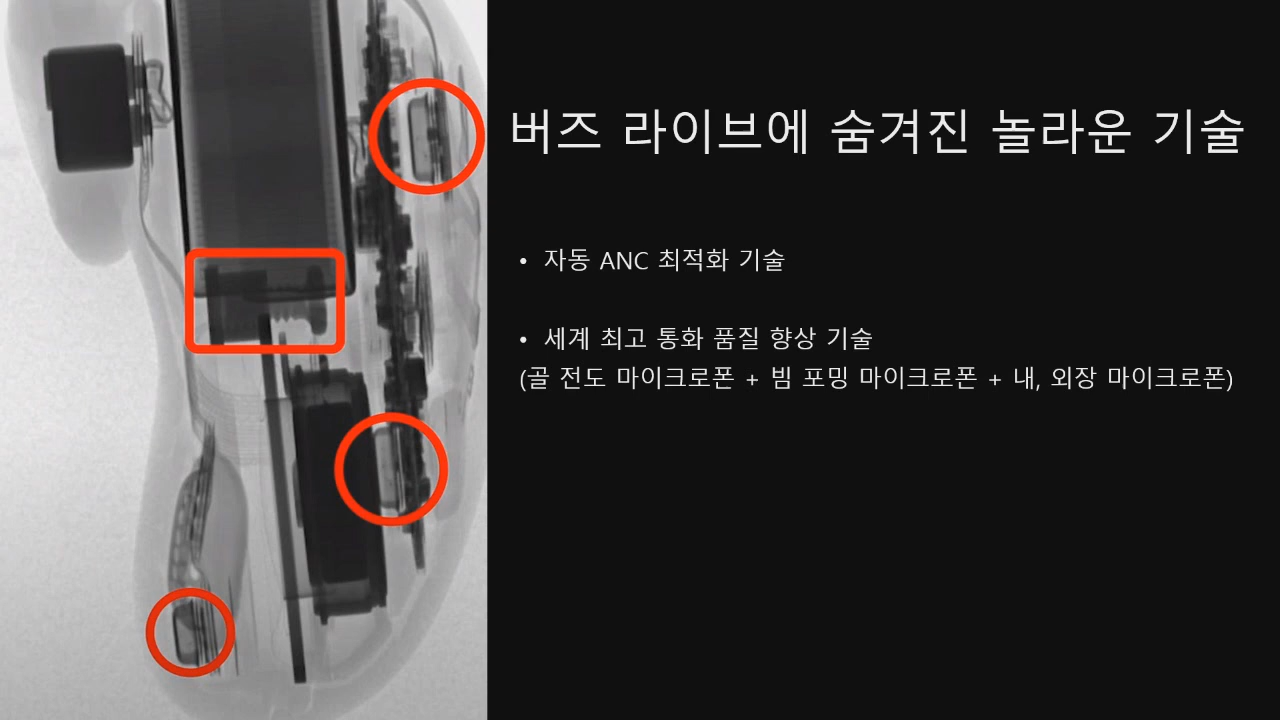 버즈 라이브에 숨겨진 놀라운 기술
• 자동 ANC 최적화 기술
• 세계 최고 통화 품질 향상 기술
(골 전도 마이크로폰 + 빔 포밍 마이크로폰 + 내, 외장 마이크로폰)